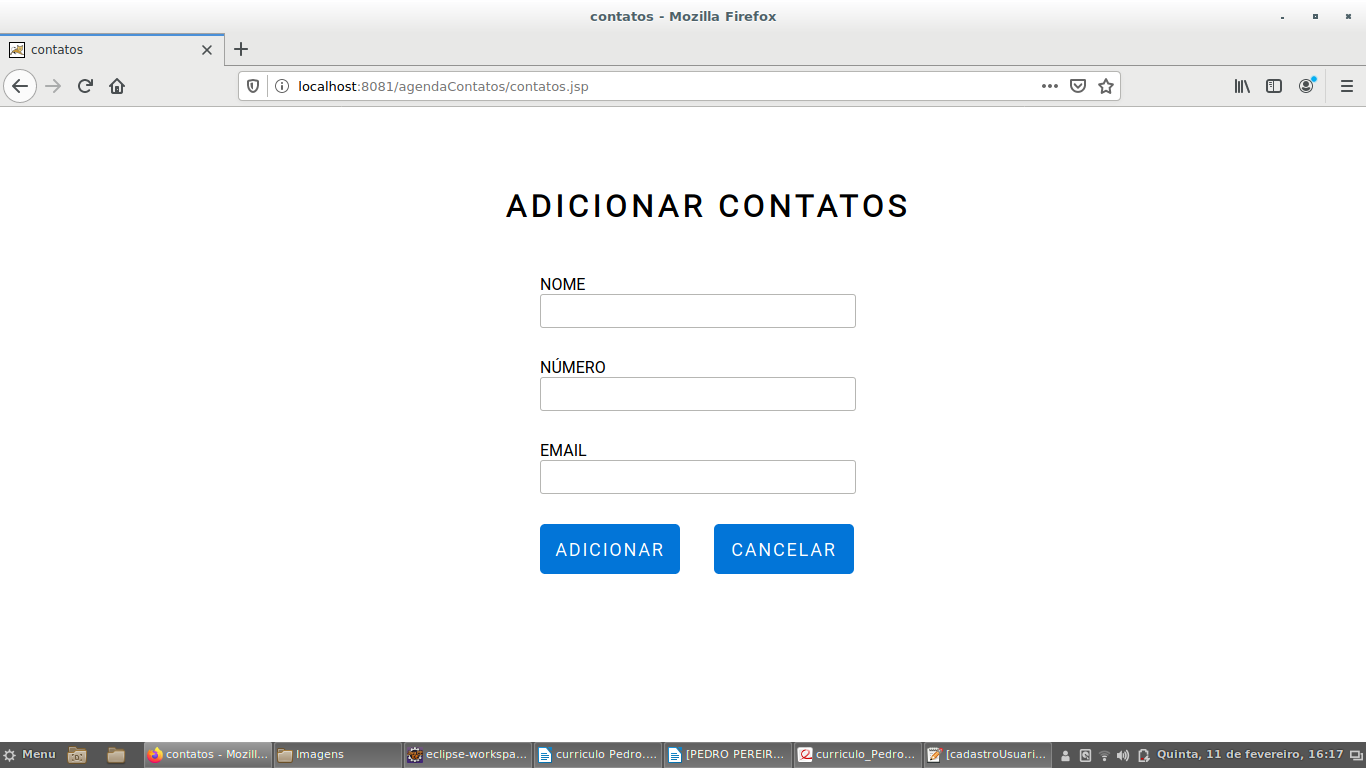 contatos - Mozilla Firefox
contatos
localhost:8081/agendaContatos/contatos.jsp
ADICIONAR CONTATOS
NOME
NÚMERO
EMAIL
ADICIONAR CANCELAR
Menu contatos - Mozill... Imagens eclipse-workspa... curriculo Pedro.... [PEDRO PEREIR... curriculo_Pedro... [cadastroUsuari... Quinta, 11 de fevereiro, 16:17